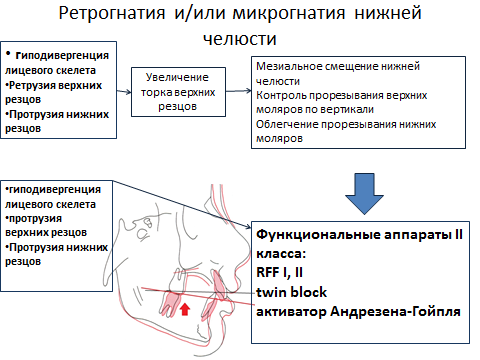 Ретрогнатия и/или микрогнатия нижней
челюсти
• гиподивергенция
лицевого скелета
•Ретрузия верхних
резцов
•Протрузия нижних
резцов
Увеличение
торка верхних
резцов
Мезиальное смещение нижней
челюсти
Контроль прорезывания верхних
моляров по вертикали
Облегчение прорезывания нижних
моляров
•гиподивергенция
лицевого скелета
•протрузия
верхних резцов
•Протрузия нижних
резцов
Функциональные аппараты II
класса:
RFF I, II
twin block
активатор Андрезена-Гойпля